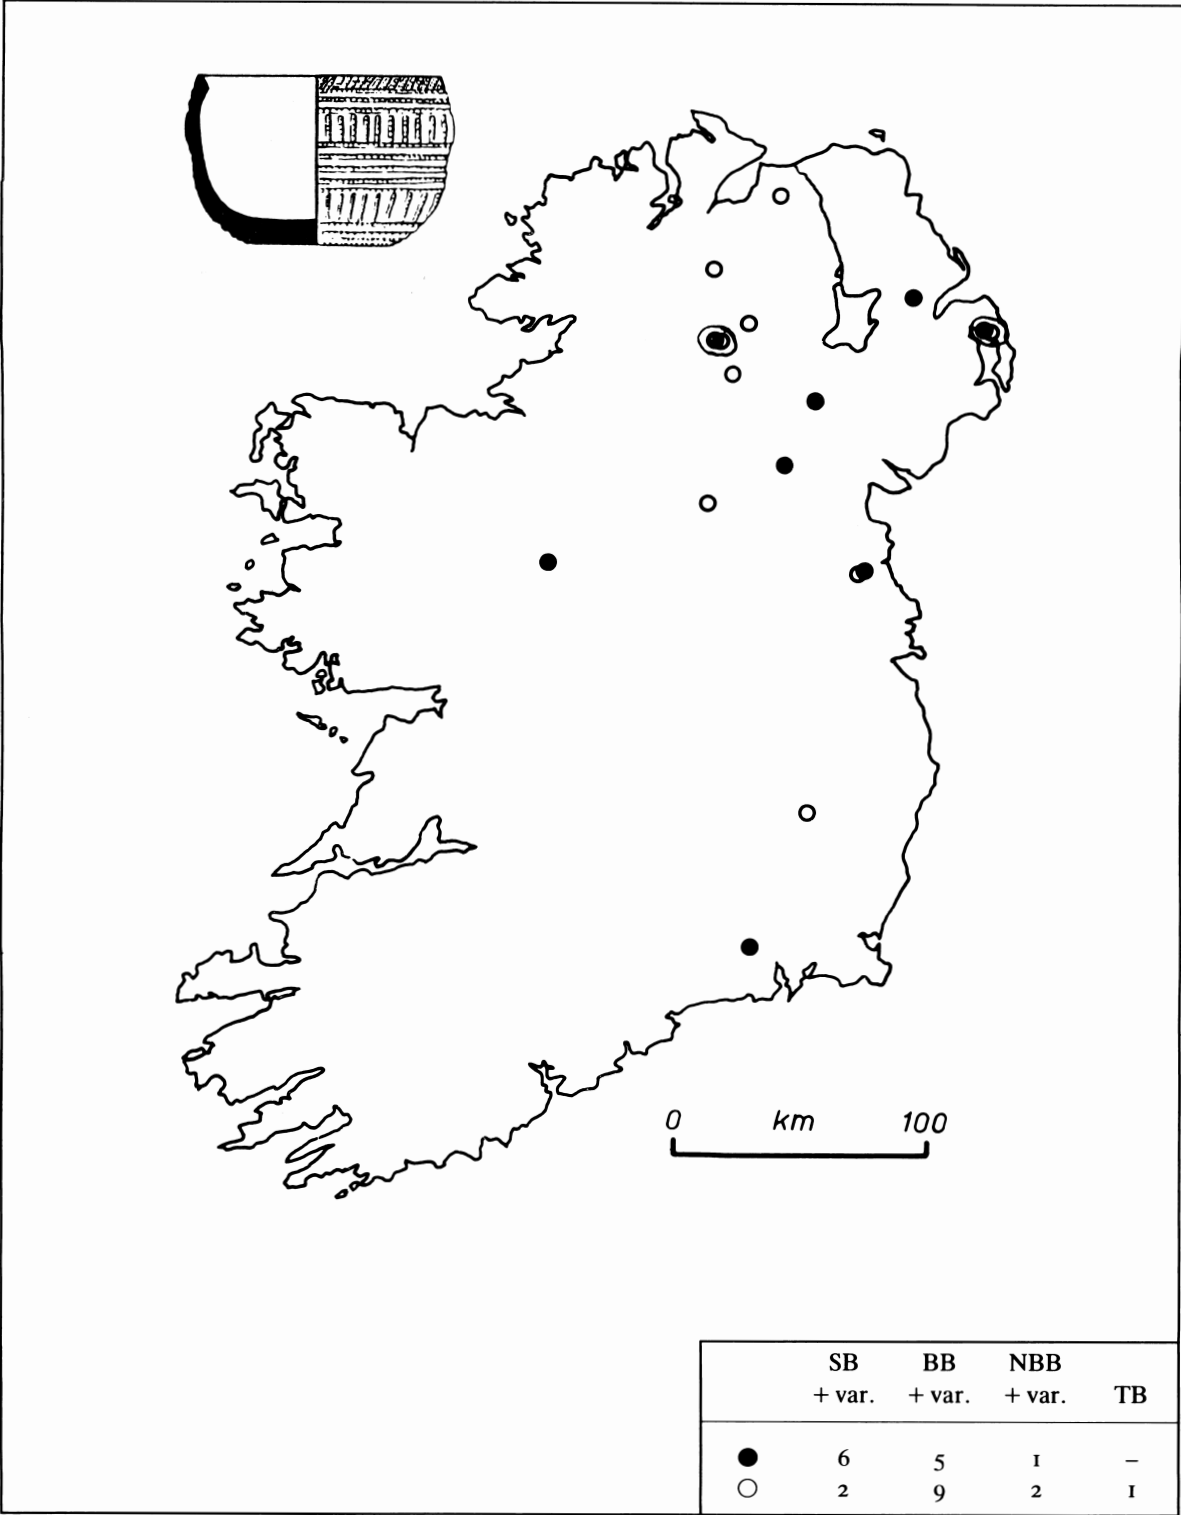 0 km 100
SB BB NBB
+ var. + var. + var. TB
● 6 5 1 –
○ 2 9 2 1